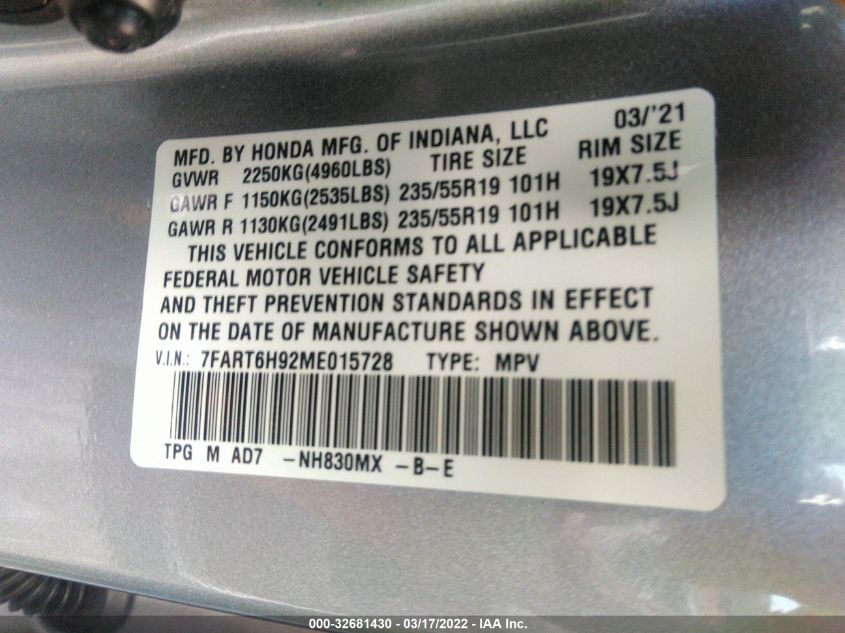 MFD. BY HONDA MFG. OF INDIANA, LLC 03/'21
GVWR 2250KG(4960LBS) TIRE SIZE RIM SIZE
GAWR F 1150KG(2535LBS) 235/55R19 101H 19X7.5J
GAWR R 1130KG(2491LBS) 235/55R19 101H 19X7.5J
THIS VEHICLE CONFORMS TO ALL APPLICABLE
FEDERAL MOTOR VEHICLE SAFETY
AND THEFT PREVENTION STANDARDS IN EFFECT
ON THE DATE OF MANUFACTURE SHOWN ABOVE.
V.I.N.: 7FART6H92ME015728 TYPE: MPV
TPG M AD7 -NH830MX -B-E
000-32681430 - 03/17/2022 - IAA Inc.